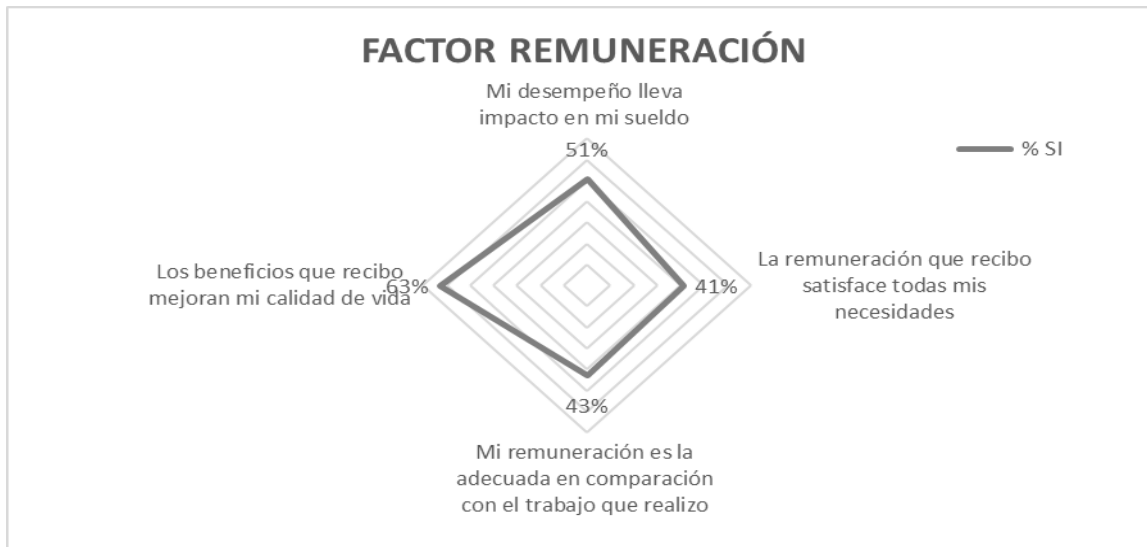 FACTOR REMUNERACIÓN
Mi desempeño lleva
impacto en mi sueldo
51%
% SI
La remuneración que recibo
satisface todas mis
necesidades
41%
Los beneficios que recibo
mejoran mi calidad de vida
63%
43%
Mi remuneración es la
adecuada en comparación
con el trabajo que realizo